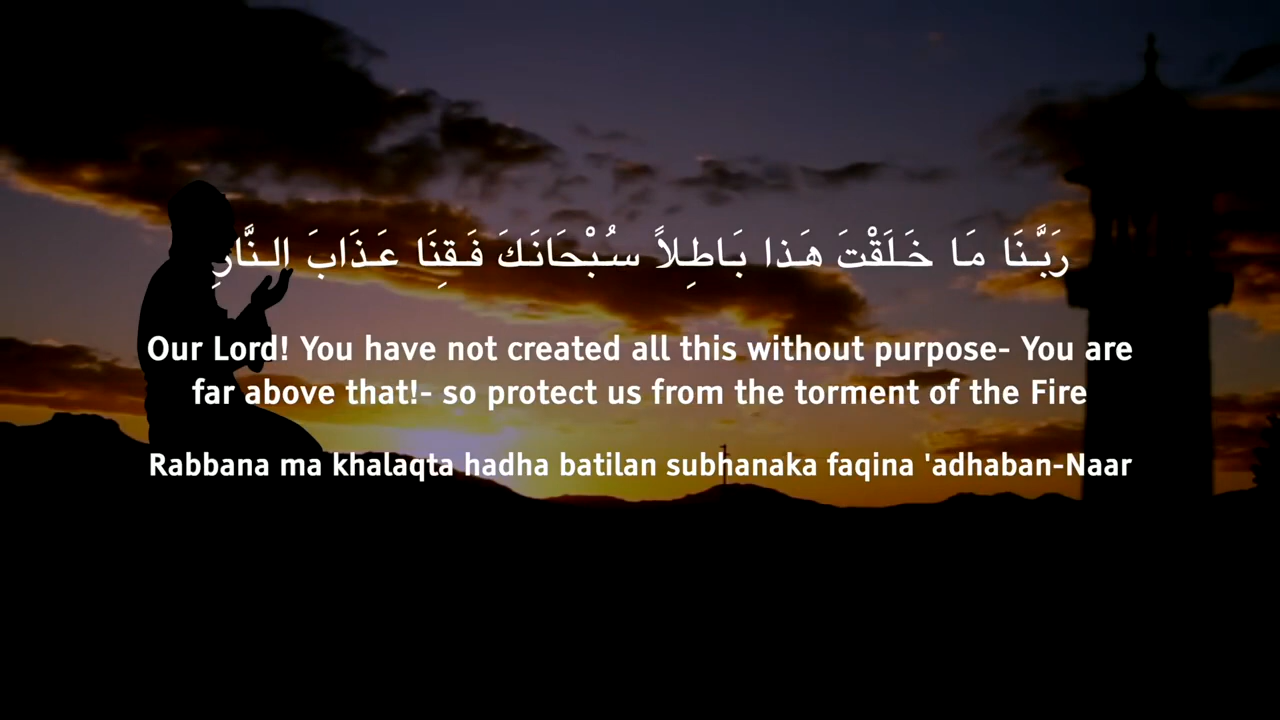 رَبَّنَا مَا خَلَقْتَ هَذا بَاطِلاً سُبْحَانَكَ فَقِنَا عَذَابَ النَّارِ
Our Lord! You have not created all this without purpose- You are
far above that!- so protect us from the torment of the Fire
Rabbana ma khalaqta hadha batilan subhanaka faqina 'adhaban-Naar